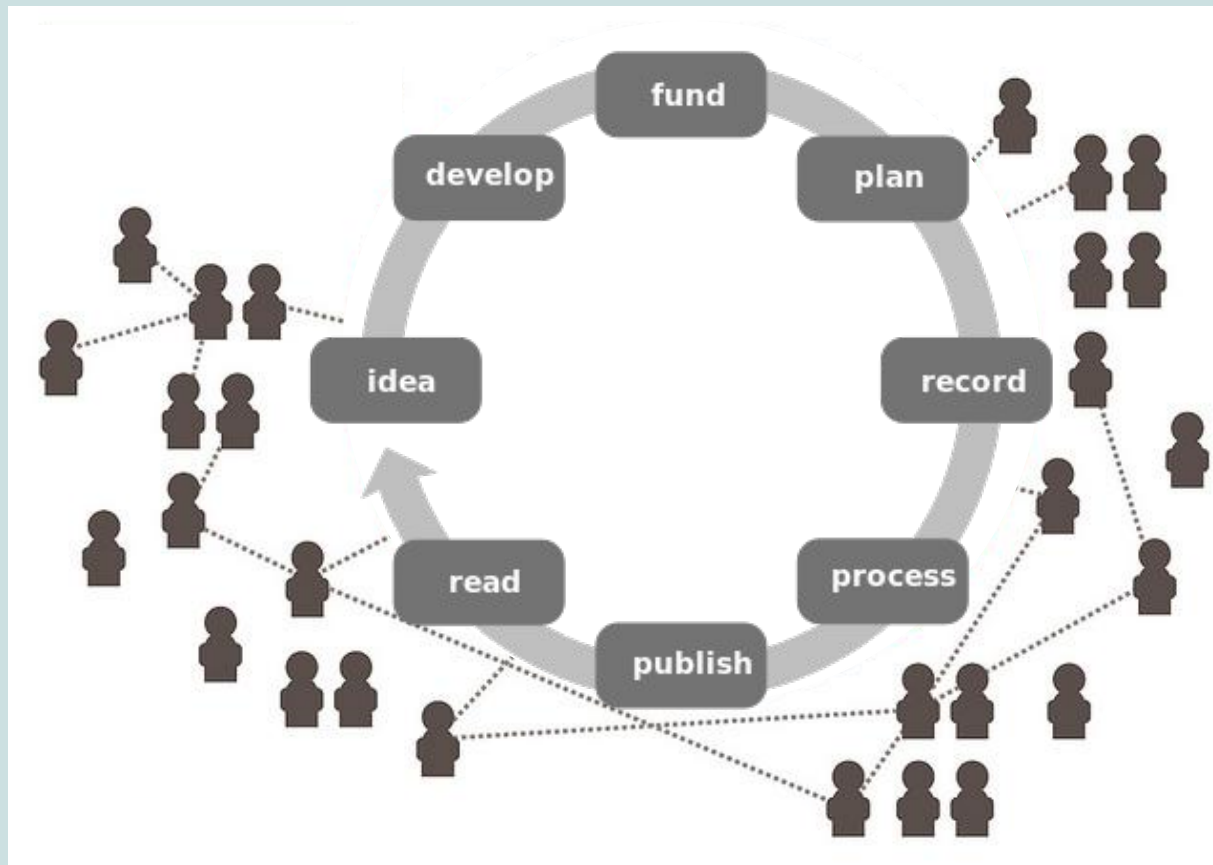 fund
develop
plan
idea
record
read
process
publish